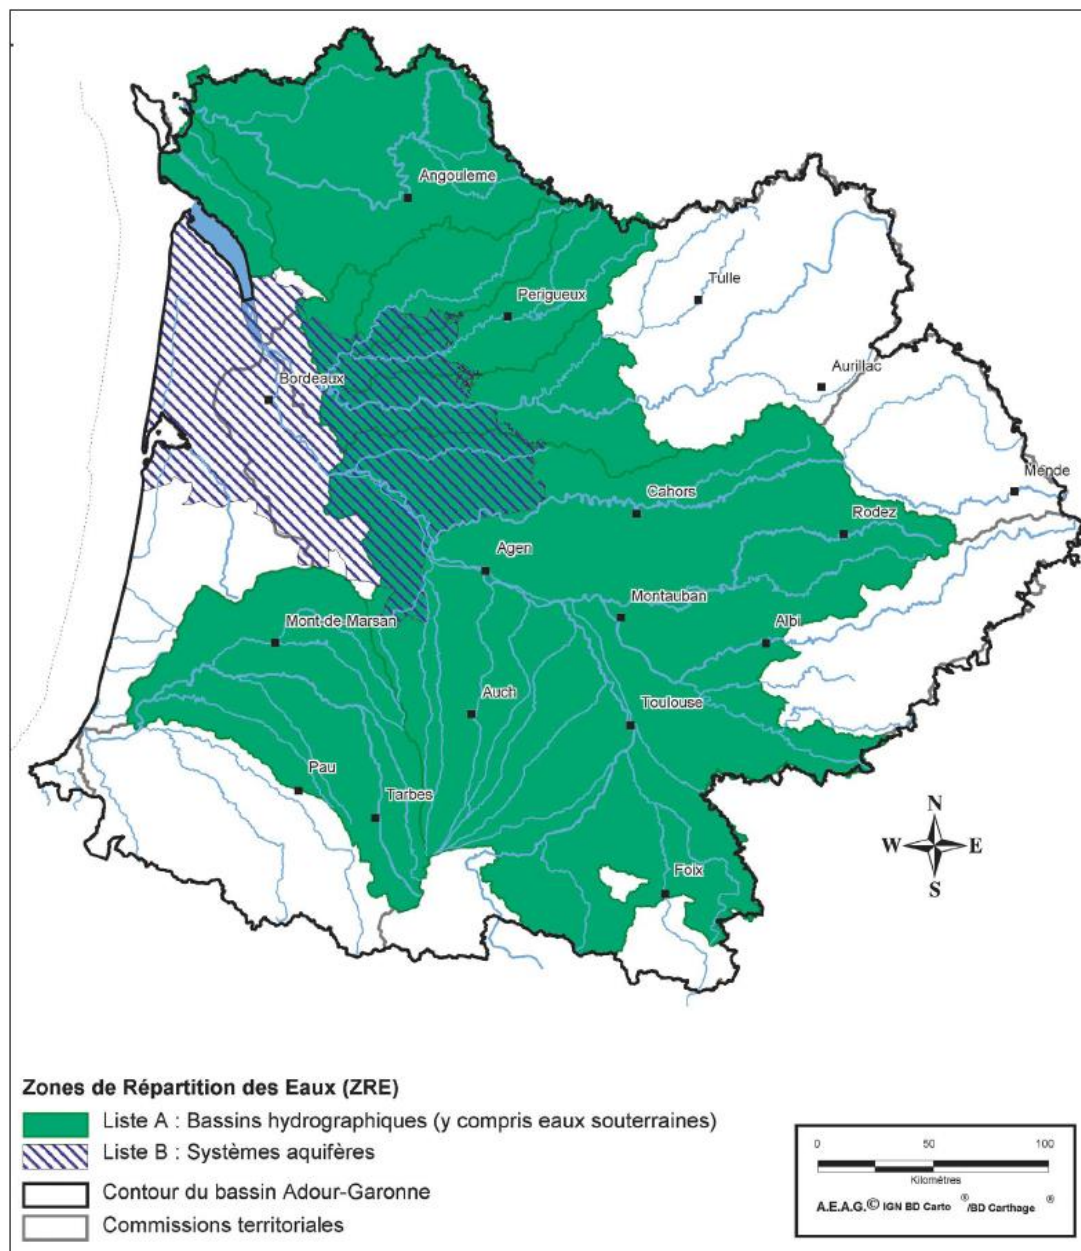 Angouleme
Tulle
Perigueux
Aurillac
Bordeaux
Mende
Cahors
Rodez
Agen
Montauban
Mont-de-Marsan
Albi
Auch
Toulouse
Pau
Tarbes
Foix
N
W E
S
Zones de Répartition des Eaux (ZRE)
Liste A : Bassins hydrographiques (y compris eaux souterraines)
Liste B : Systèmes aquifères
Contour du bassin Adour-Garonne
Commissions territoriales
0 50 100
Kilomètres
A.E.A.G.© IGN BD Carto ® /BD Carthage ®